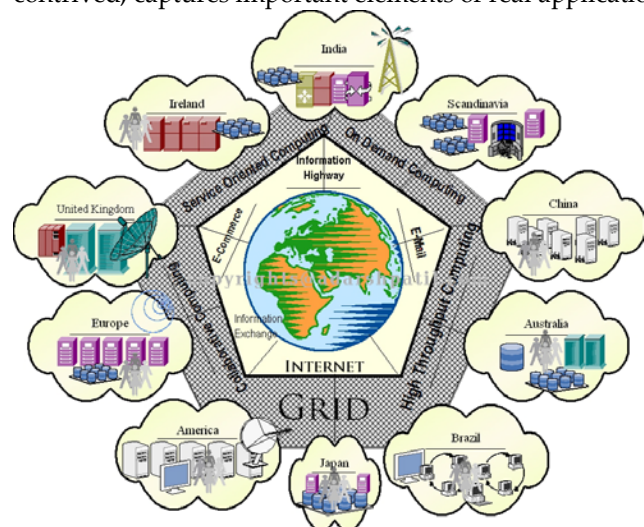 contrived, captures important elements of real applicatio
India
Ireland
Scandinavia
Service Oriented Computing
On Demand Computing
Information
Highway
United Kingdom
E-Commerce
E-Mail
China
Information
Exchange
Collaborative Computing
High Throughput Computing
Europe
Australia
INTERNET
GRID
America
Japan
Brazil